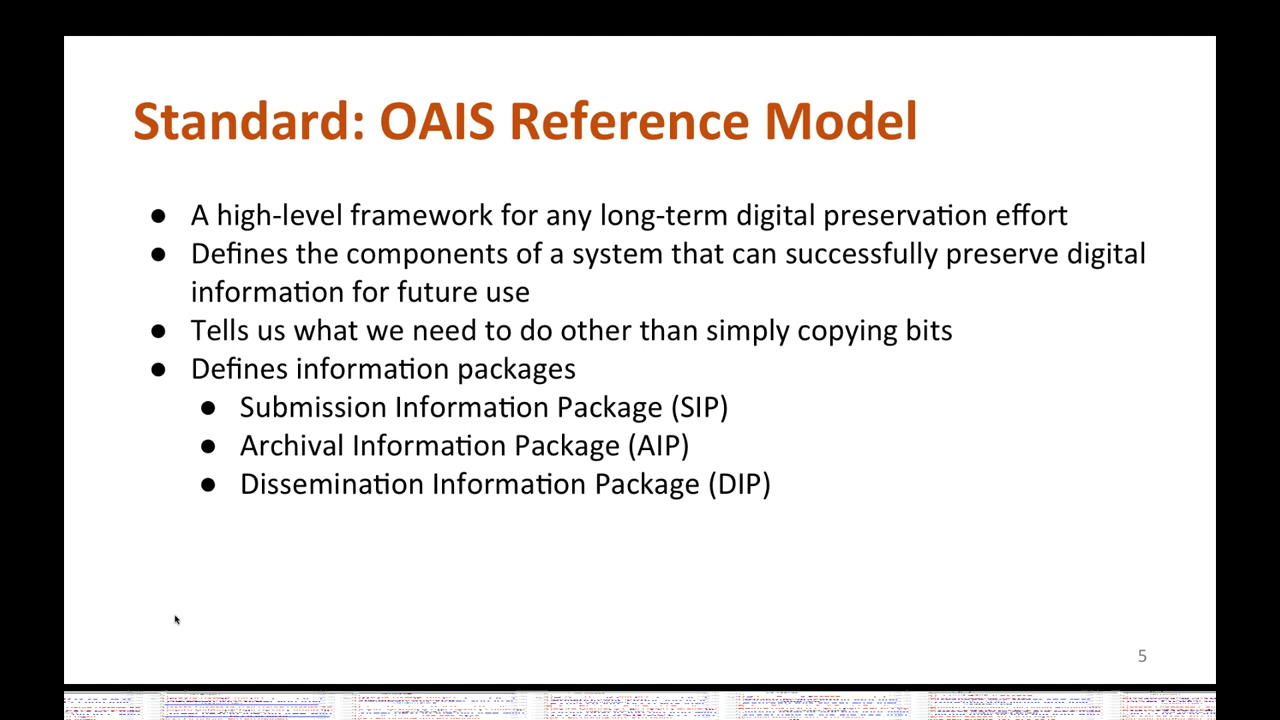 Standard: OAIS Reference Model
● A high-level framework for any long-term digital preservation effort
● Defines the components of a system that can successfully preserve digital
information for future use
● Tells us what we need to do other than simply copying bits
● Defines information packages
● Submission Information Package (SIP)
● Archival Information Package (AIP)
● Dissemination Information Package (DIP)
5